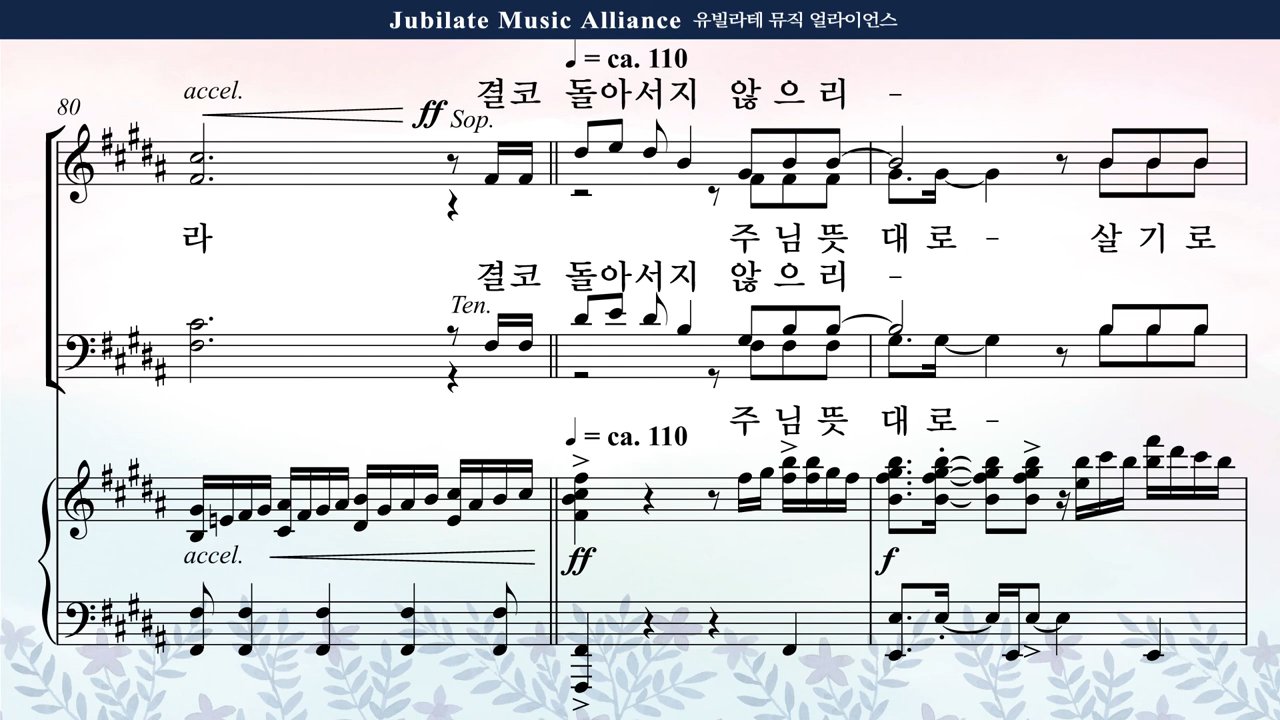 Jubilate Music Alliance 유빌라테 뮤직 얼라이언스
♩ = ca. 110
80
accel.
ff
Sop.
결코 돌아서지 않으리 -
라 주님뜻 대로 - 살기로
결코 돌아서지 않으리 -
Ten.
주님뜻 대로 -
♩ = ca. 110
accel.
ff
f